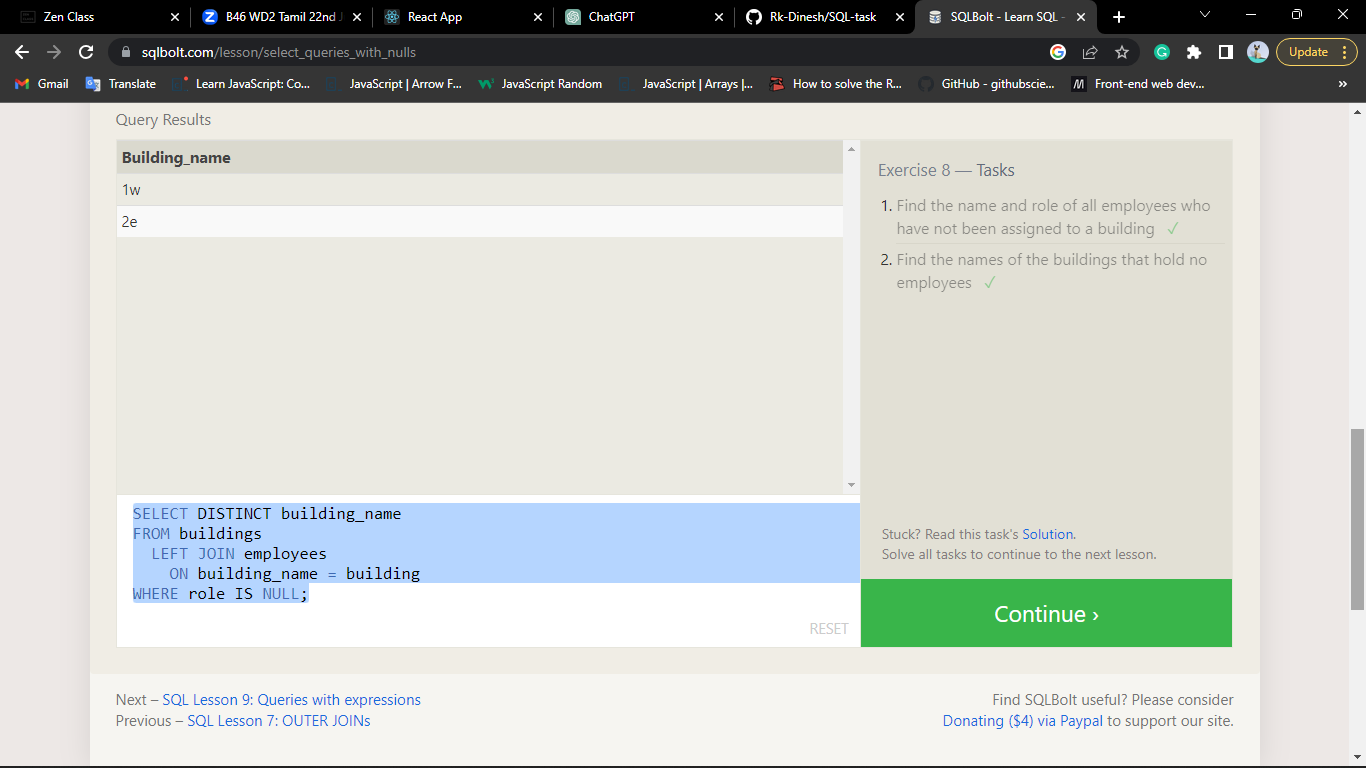 Zen Class
B46 WD2 Tamil 22nd
React App
ChatGPT
Rk-Dinesh/SQL-task
SQLBolt - Learn SQL -
sqlbolt.com/lesson/select_queries_with_nulls
Update
Gmail
Translate
Learn JavaScript: Co...
JavaScript | Arrow F...
JavaScript Random
JavaScript | Arrays |...
How to solve the R...
GitHub - githubscie...
Front-end web dev...
»
Query Results
Building_name
1w
2e
Exercise 8 — Tasks
1. Find the name and role of all employees who
have not been assigned to a building ✓
2. Find the names of the buildings that hold no
employees ✓
Stuck? Read this task's Solution.
Solve all tasks to continue to the next lesson.
Continue ›
SELECT DISTINCT building_name
FROM buildings
LEFT JOIN employees
ON building_name = building
WHERE role IS NULL;
RESET
Next – SQL Lesson 9: Queries with expressions
Previous – SQL Lesson 7: OUTER JOINs
Find SQLBolt useful? Please consider
Donating ($4) via Paypal to support our site.